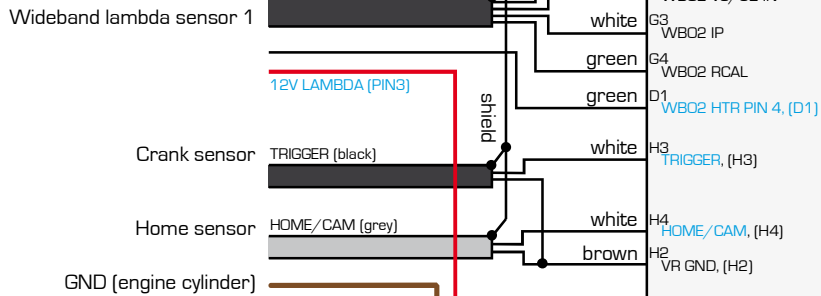 Wideband lambda sensor 1
white G3
WBO2 IP
green G4
WBO2 RCAL
12V LAMBDA (PIN3)
green D1
WBO2 HTR PIN 4, (D1)
shield
Crank sensor TRIGGER (black)
white H3
TRIGGER, (H3)
Home sensor HOME/CAM (grey)
white H4
HOME/CAM, (H4)
brown H2
VR GND, (H2)
GND (engine cylinder)